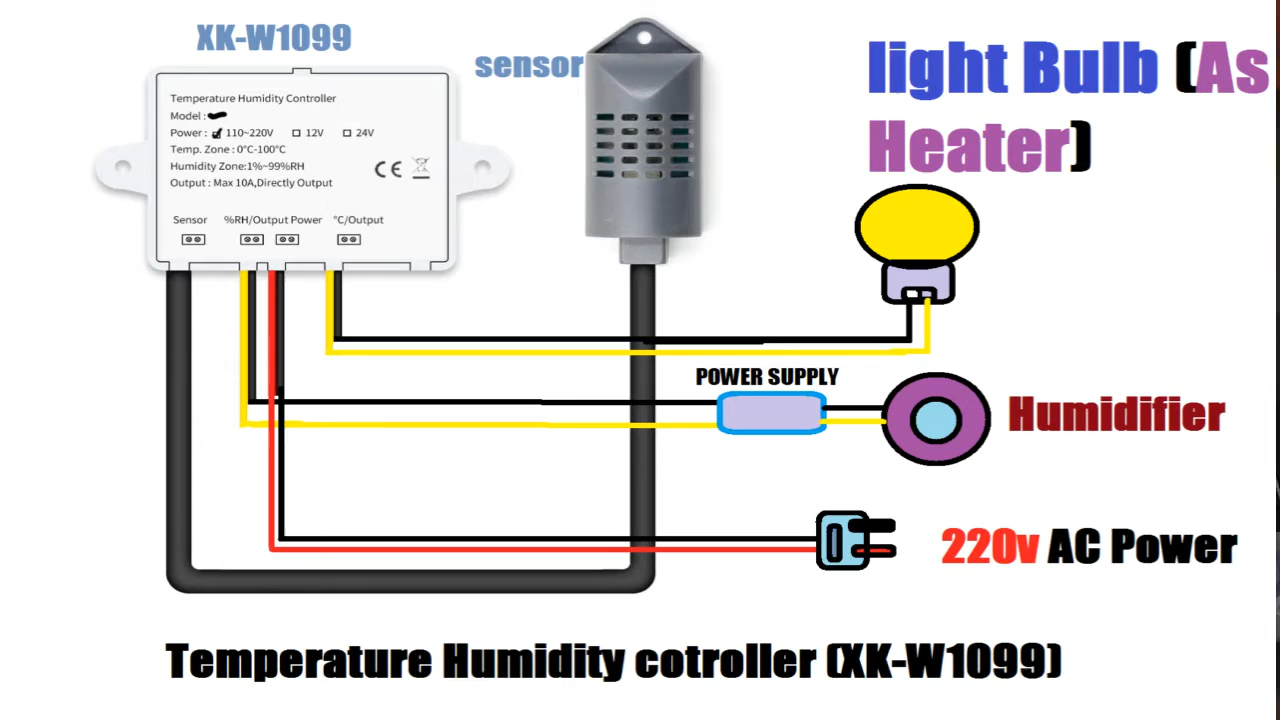 XK-W1099
sensor
light Bulb (As
Heater)
Temperature Humidity Controller
Model :
Power : 110~220V 12V 24V
Temp. Zone : 0°C-100°C
Humidity Zone:1%~99%RH
Output : Max 10A,Directly Output
CE
Sensor %RH/Output Power °C/Output
POWER SUPPLY
Humidifier
220v AC Power
Temperature Humidity cotroller (XK-W1099)